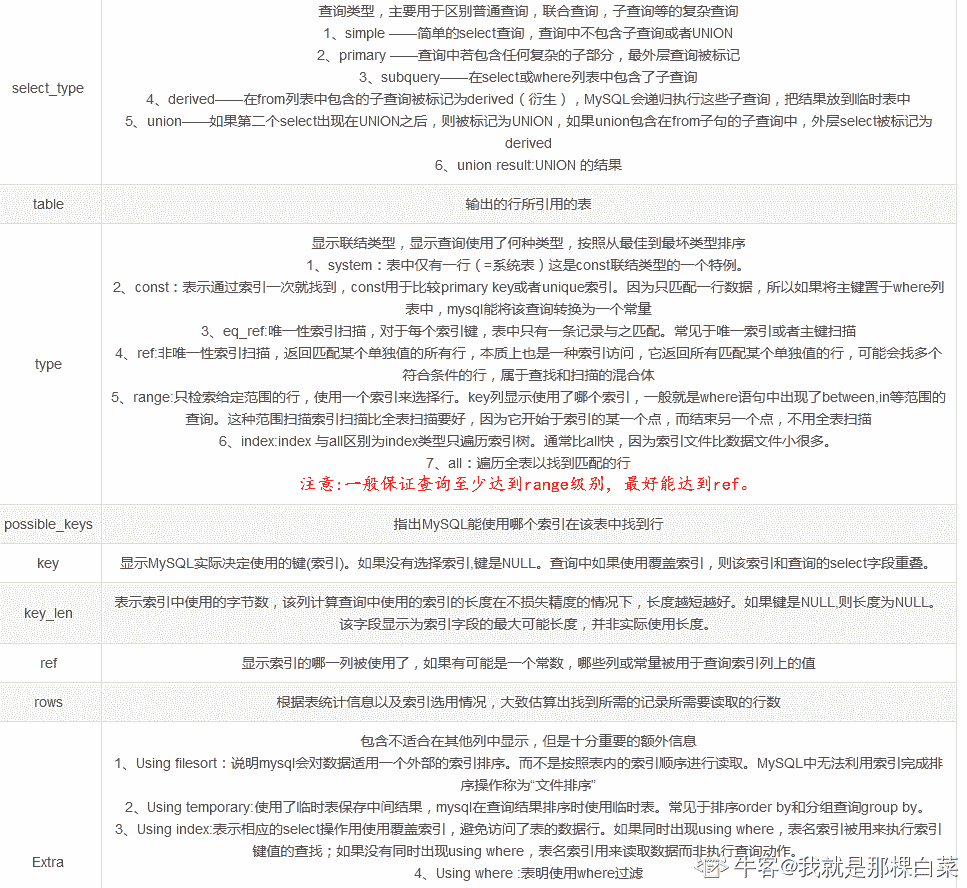 查询类型，主要用于区别普通查询，联合查询，子查询等的复杂查询
1、simple ——简单的select查询，查询中不包含子查询或者UNION
2、primary ——查询中若包含任何复杂的子部分，最外层查询被标记
3、subquery——在select或where列表中包含了子查询
select_type
4、derived——在from列表中包含的子查询被标记为derived（衍生），MySQL会递归执行这些子查询，把结果放到临时表中
5、union——如果第二个select出现在UNION之后，则被标记为UNION，如果union包含在from子句的子查询中，外层select被标记为
derived
6、union result:UNION 的结果
table
输出的行所引用的表
显示联结类型，显示查询使用了何种类型，按照从最佳到最坏类型排序
1、system：表中仅有一行（=系统表）这是const联结类型的一个特例。
2、const：表示通过索引一次就找到，const用于比较primary key或者unique索引。因为只匹配一行数据，所以如果将主键置于where列
表中，mysql能将该查询转换为一个常量
3、eq_ref:唯一性索引扫描，对于每个索引键，表中只有一条记录与之匹配。常见于唯一索引或者主键扫描
type
4、ref:非唯一性索引扫描，返回匹配某个单独值的所有行，本质上也是一种索引访问，它返回所有匹配某个单独值的行，可能会找多个
符合条件的行，属于查找和扫描的混合体
5、range:只检索给定范围的行，使用一个索引来选择行。key列显示使用了哪个索引，一般就是where语句中出现了between,in等范围的
查询。这种范围扫描索引扫描比全表扫描要好，因为它开始于索引的某一个点，而结束另一个点，不用全表扫描
6、index:index 与all区别为index类型只遍历索引树。通常比all快，因为索引文件比数据文件小很多。
7、all：遍历全表以找到匹配的行
注意:一般保证查询至少达到range级别，最好能达到ref。
possible_keys
指出MySQL能使用哪个索引在该表中找到行
key
显示MySQL实际决定使用的键(索引)。如果没有选择索引,键是NULL。查询中如果使用覆盖索引，则该索引和查询的select字段重叠。
key_len
表示索引中使用的字节数，该列计算查询中使用的索引的长度在不损失精度的情况下，长度越短越好。如果键是NULL,则长度为NULL。
该字段显示为索引字段的最大可能长度，并非实际使用长度。
ref
显示索引的哪一列被使用了，如果有可能是一个常数，哪些列或常量被用于查询索引列上的值
rows
根据表统计信息以及索引选用情况，大致估算出找到所需的记录所需要读取的行数
包含不适合在其他列中显示，但是十分重要的额外信息
1、Using filesort：说明mysql会对数据适用一个外部的索引排序。而不是按照表内的索引顺序进行读取。MySQL中无法利用索引完成排
序操作称为“文件排序”
2、Using temporary:使用了临时表保存中间结果，mysql在查询结果排序时使用临时表。常见于排序order by和分组查询group by。
3、Using index:表示相应的select操作用使用覆盖索引，避免访问了表的数据行。如果同时出现using where，表名索引被用来执行索引
键值的查找；如果没有同时出现using where，表名索引用来读取数据而非执行查询动作。
Extra
4、Using where :表明使用where过滤
牛客@我就是那棵白菜